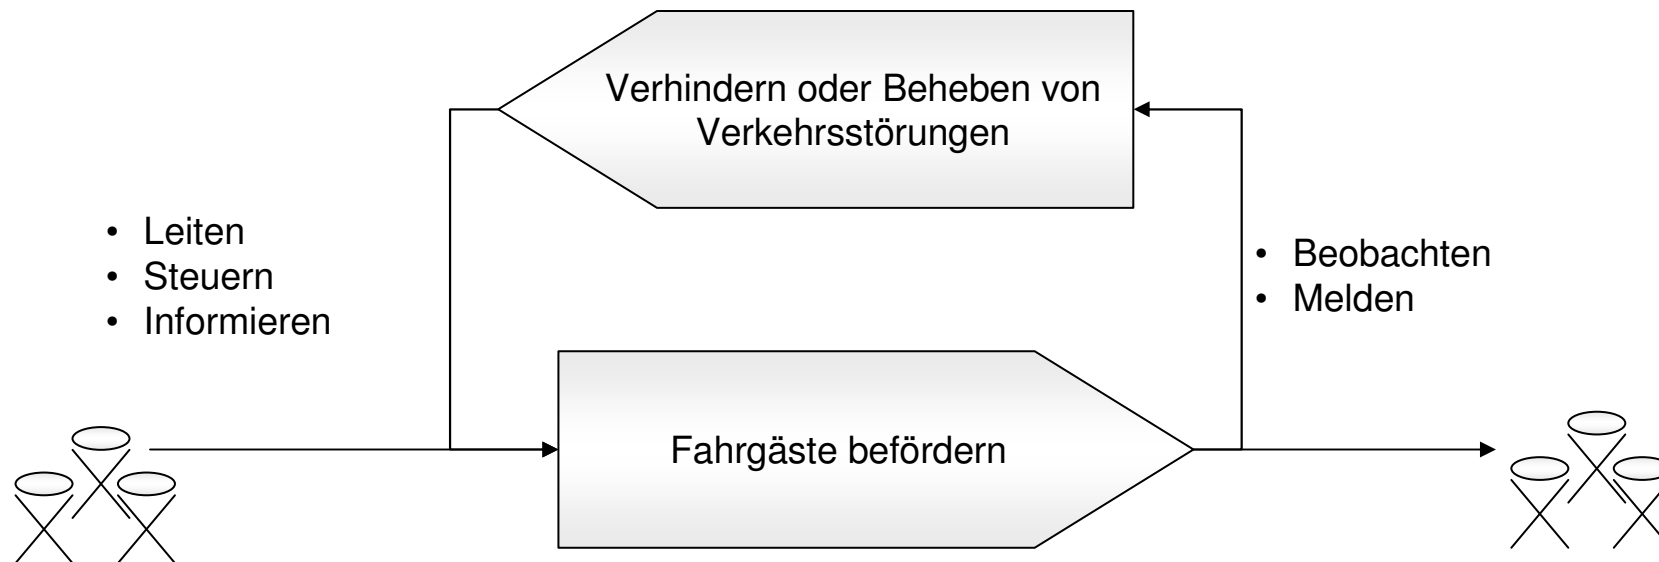 Verhindern oder Beheben von
Verkehrsstörungen
• Leiten
• Steuern
• Informieren
• Beobachten
• Melden
Fahrgäste befördern